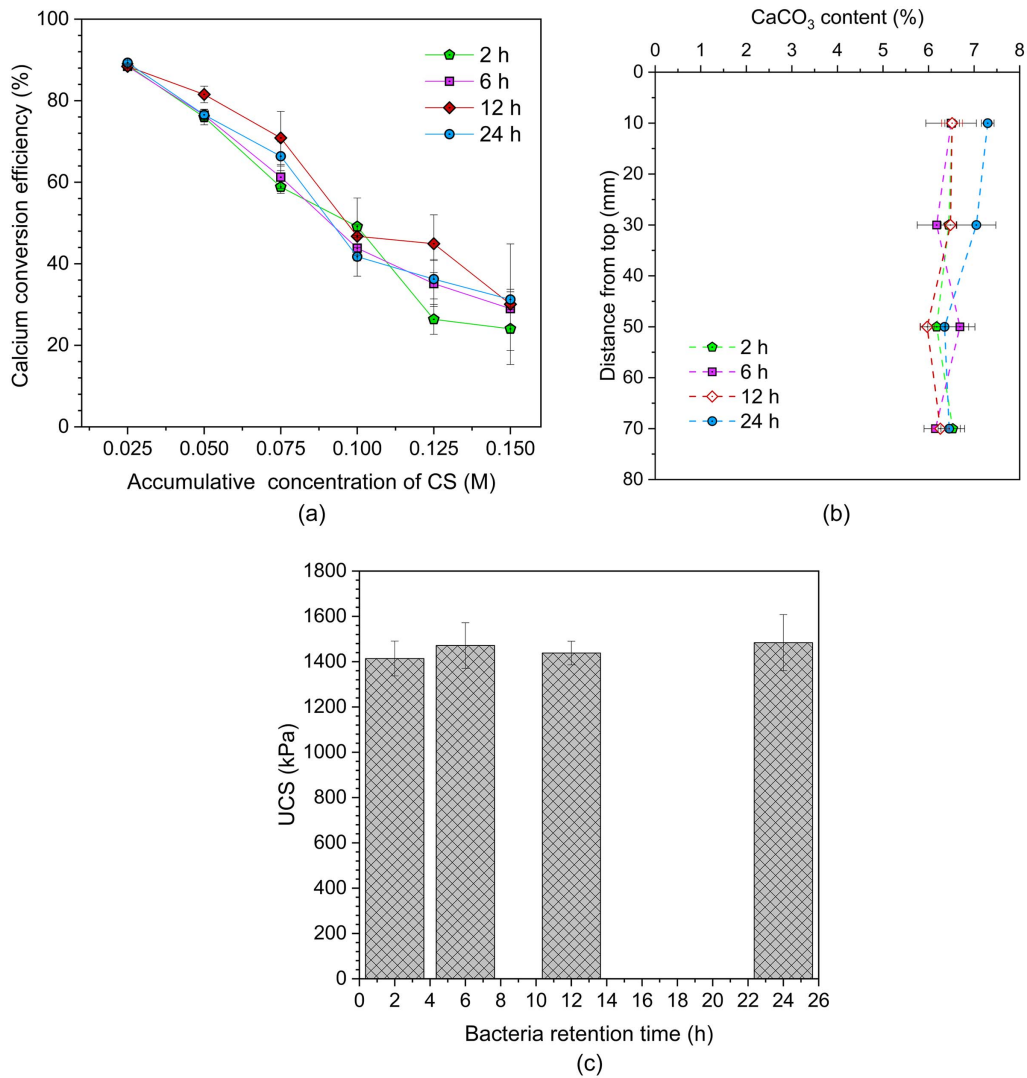 100
80
60
40
20
0
Calcium conversion efficiency (%)
2 h
6 h
12 h
24 h
0.025 0.050 0.075 0.100 0.125 0.150
Accumulative concentration of CS (M)
(a)
CaCO₃ content (%)
0 1 2 3 4 5 6 7 8
0
10
20
30
40
50
60
70
80
Distance from top (mm)
2 h
6 h
12 h
24 h
(b)
1800
1600
1400
1200
1000
800
600
400
200
0
UCS (kPa)
0 2 4 6 8 10 12 14 16 18 20 22 24 26
Bacteria retention time (h)
(c)